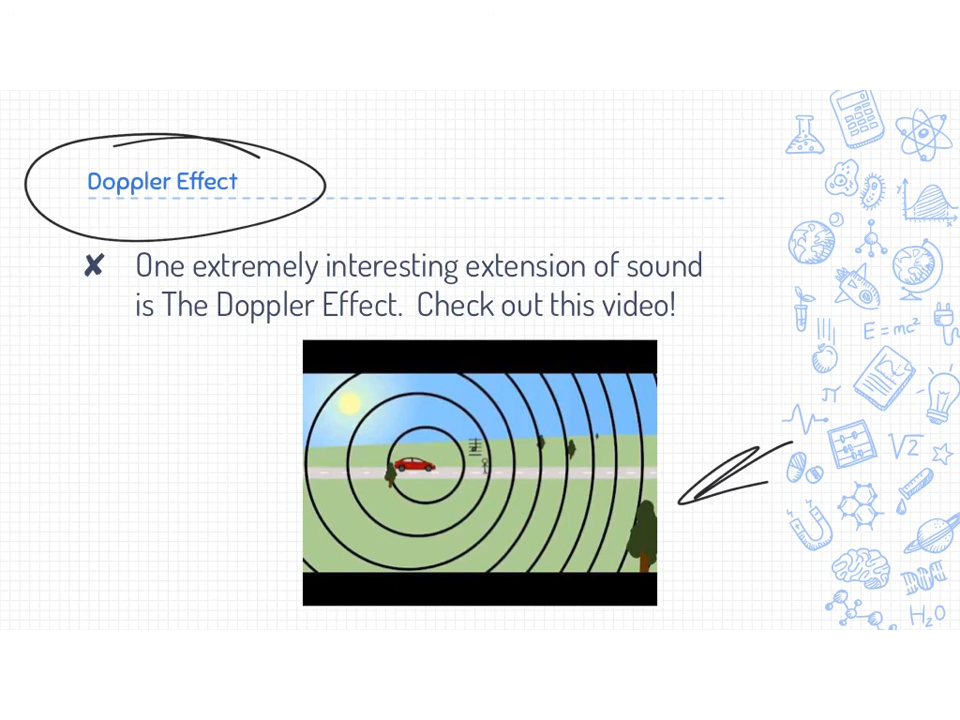 Doppler Effect
✘ One extremely interesting extension of sound
is The Doppler Effect.  Check out this video!
y
x
E=mc²
π
√2
H₂O